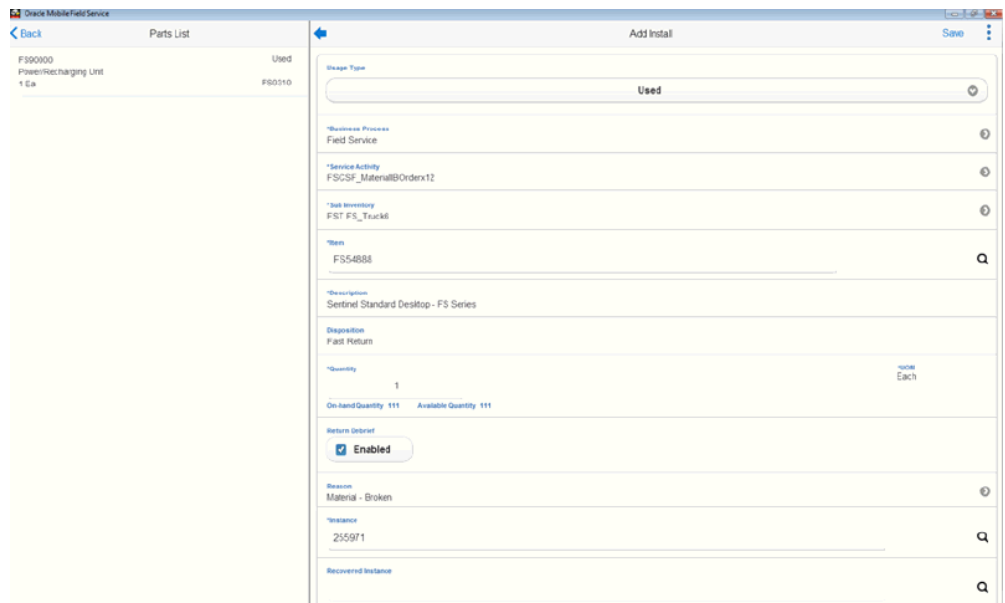 Oracle Mobile Field Service
Back
Parts List
Add Install
Save
FS90000
Used
Power/Recharging Unit
1 Ea
FS0310
Usage Type
Used
*Business Process
Field Service
*Service Activity
FSCSF_MaterialIBOrderx12
*Sub Inventory
FST FS_Truck6
*Item
FS54888
*Description
Sentinel Standard Desktop - FS Series
Disposition
Fast Return
*Quantity
*UOM
1
Each
On-hand Quantity 111 Available Quantity 111
Return Debrief
Enabled
Reason
Material - Broken
*Instance
255971
Recovered Instance